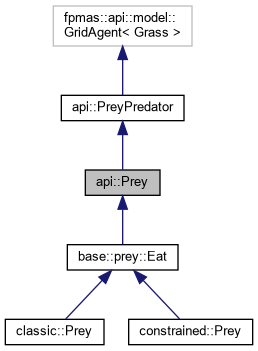 fpmas::api::model::
GridAgent< Grass >
api::PreyPredator
api::Prey
base::prey::Eat
classic::Prey
constrained::Prey